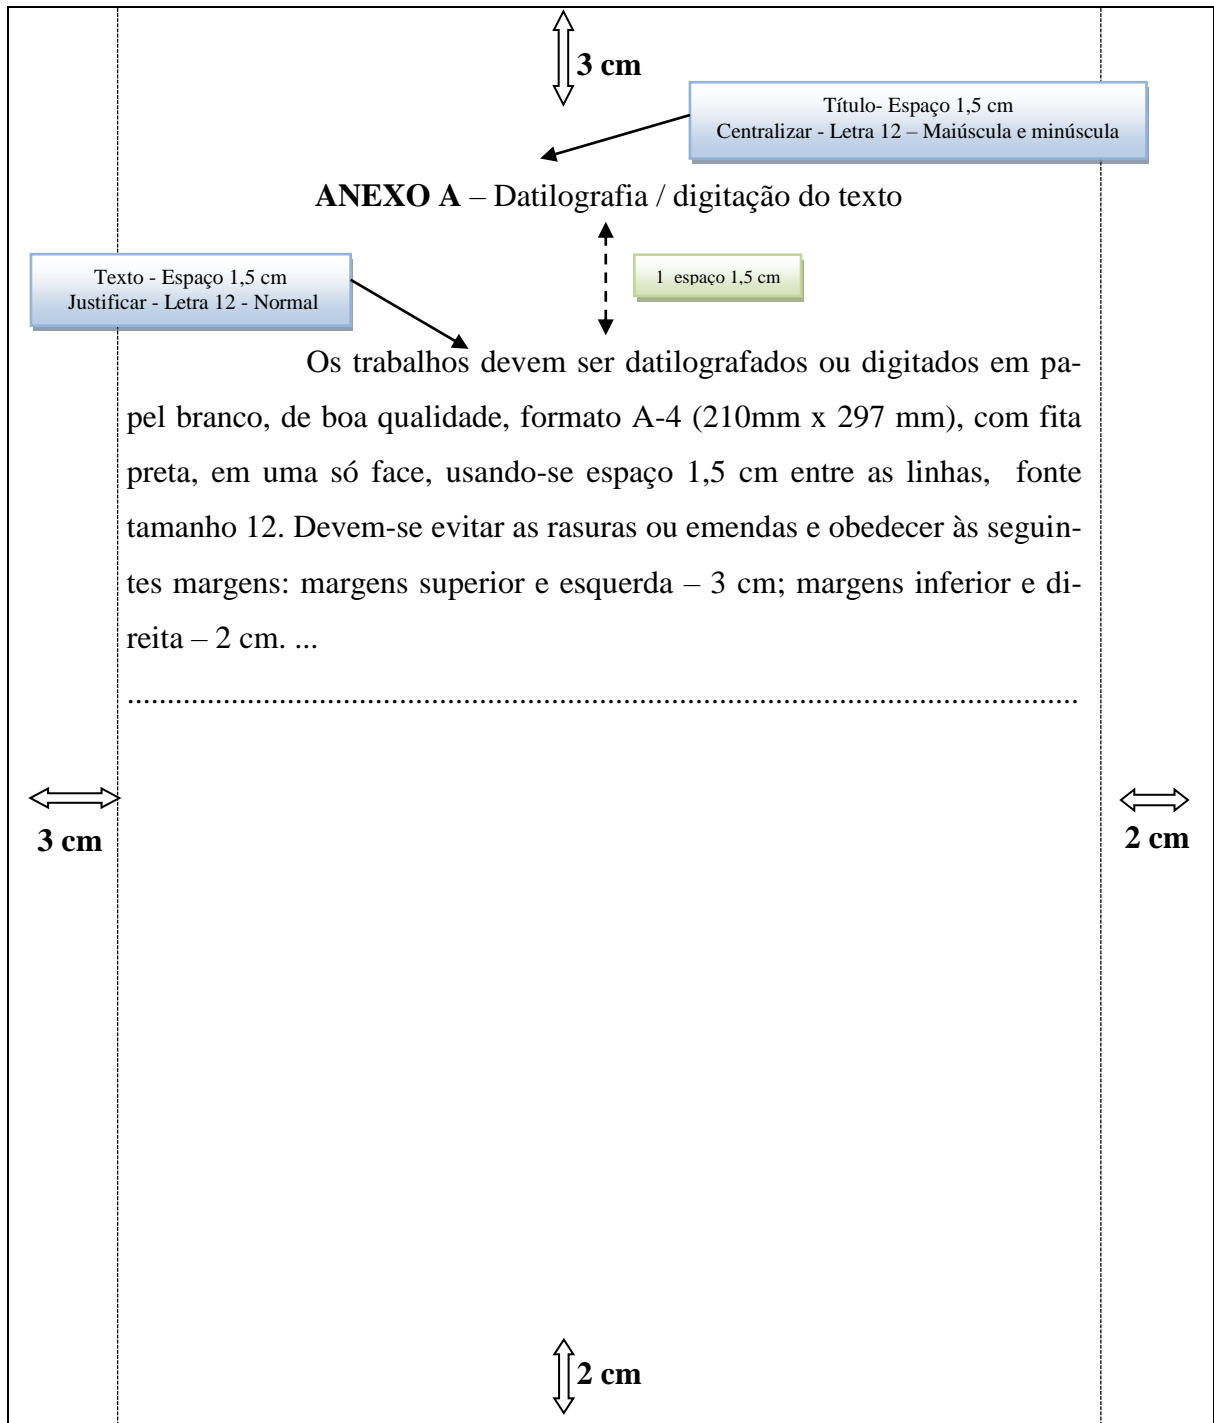 3 cm
Título- Espaço 1,5 cm
Centralizar - Letra 12 – Maiúscula e minúscula
ANEXO A – Datilografia / digitação do texto
Texto - Espaço 1,5 cm
Justificar - Letra 12 - Normal
1 espaço 1,5 cm
Os trabalhos devem ser datilografados ou digitados em pa-
pel branco, de boa qualidade, formato A-4 (210mm x 297 mm), com fita
preta, em uma só face, usando-se espaço 1,5 cm entre as linhas, fonte
tamanho 12. Devem-se evitar as rasuras ou emendas e obedecer às seguin-
tes margens: margens superior e esquerda – 3 cm; margens inferior e di-
reita – 2 cm. ...
........................................................................................................................
3 cm
2 cm
2 cm